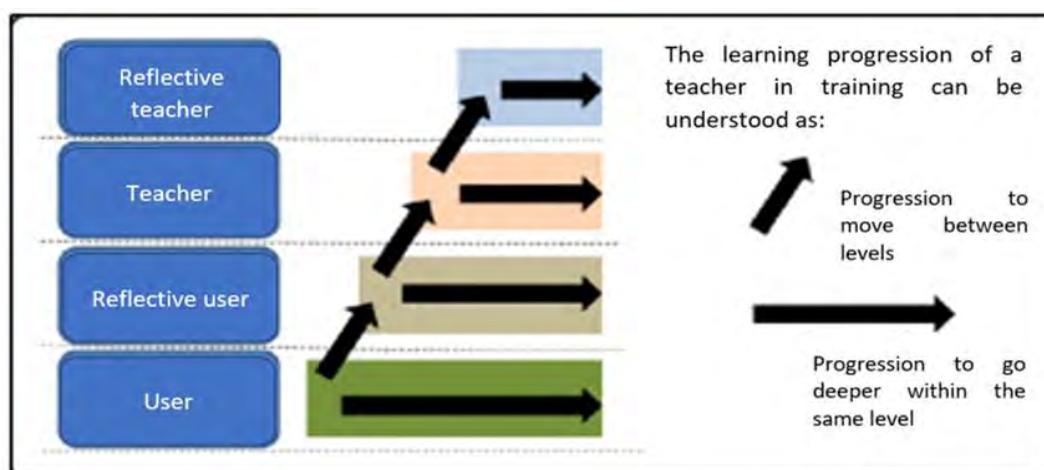 Reflective
teacher
Teacher
Reflective user
User
The learning progression of a
teacher in training can be
understood as:
Progression to
move between
levels
Progression to go
deeper within the
same level